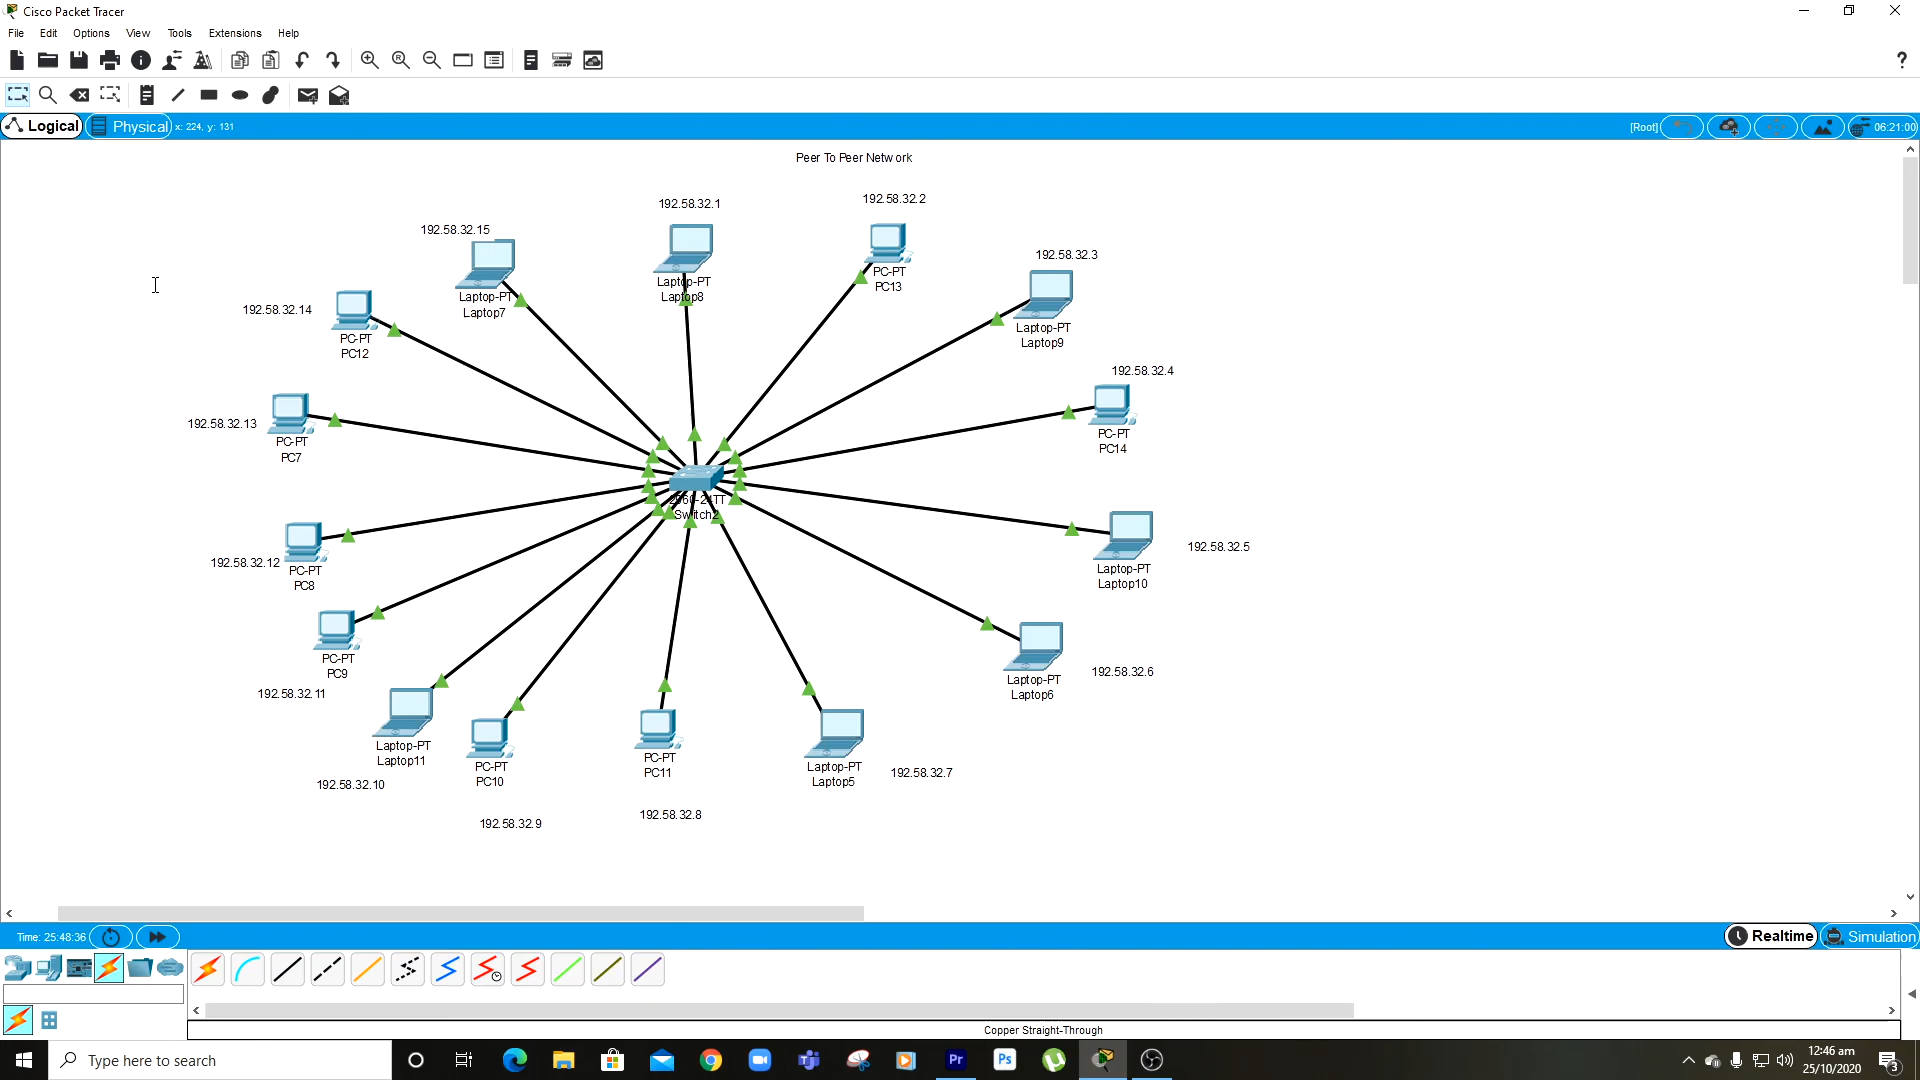 Cisco Packet Tracer
File Edit Options View Tools Extensions Help
?
Logical Physical x: 224, y: 131 [Root] 06:21:00
Peer To Peer Network
192.58.32.1
192.58.32.2
192.58.32.15
192.58.32.3
PC-PT
PC13
Laptop-PT
Laptop8
Laptop-PT
Laptop7
192.58.32.14
Laptop-PT
Laptop9
PC-PT
PC12
192.58.32.4
192.58.32.13
PC-PT
PC7
PC-PT
PC14
2960-24TT
Switch2
192.58.32.5
192.58.32.12
PC-PT
PC8
Laptop-PT
Laptop10
PC-PT
PC9
192.58.32.6
Laptop-PT
Laptop6
192.58.32.11
Laptop-PT
Laptop11
PC-PT
PC10
PC-PT
PC11
Laptop-PT
Laptop5
192.58.32.7
192.58.32.10
192.58.32.9
192.58.32.8
Time: 25:48:36 Realtime Simulation
Copper Straight-Through
Type here to search
Pr
Ps
12:46 am
25/10/2020
3